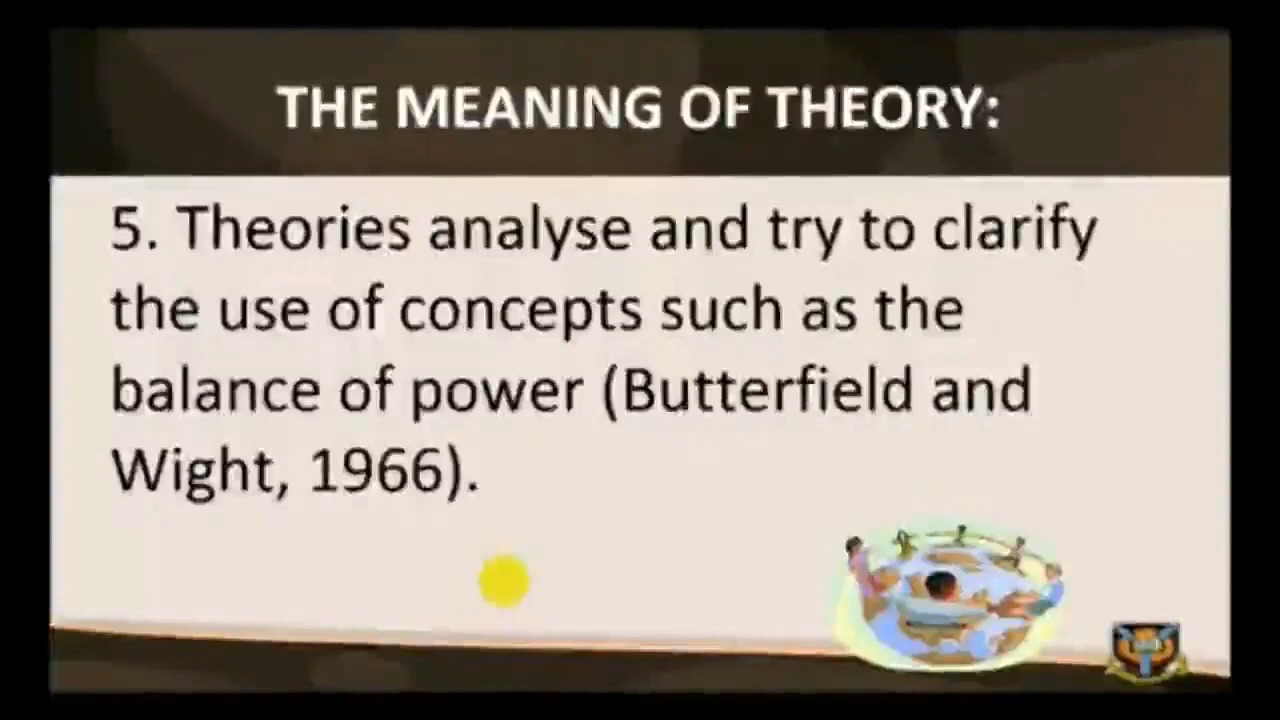 THE MEANING OF THEORY:
5. Theories analyse and try to clarify
the use of concepts such as the
balance of power (Butterfield and
Wight, 1966).